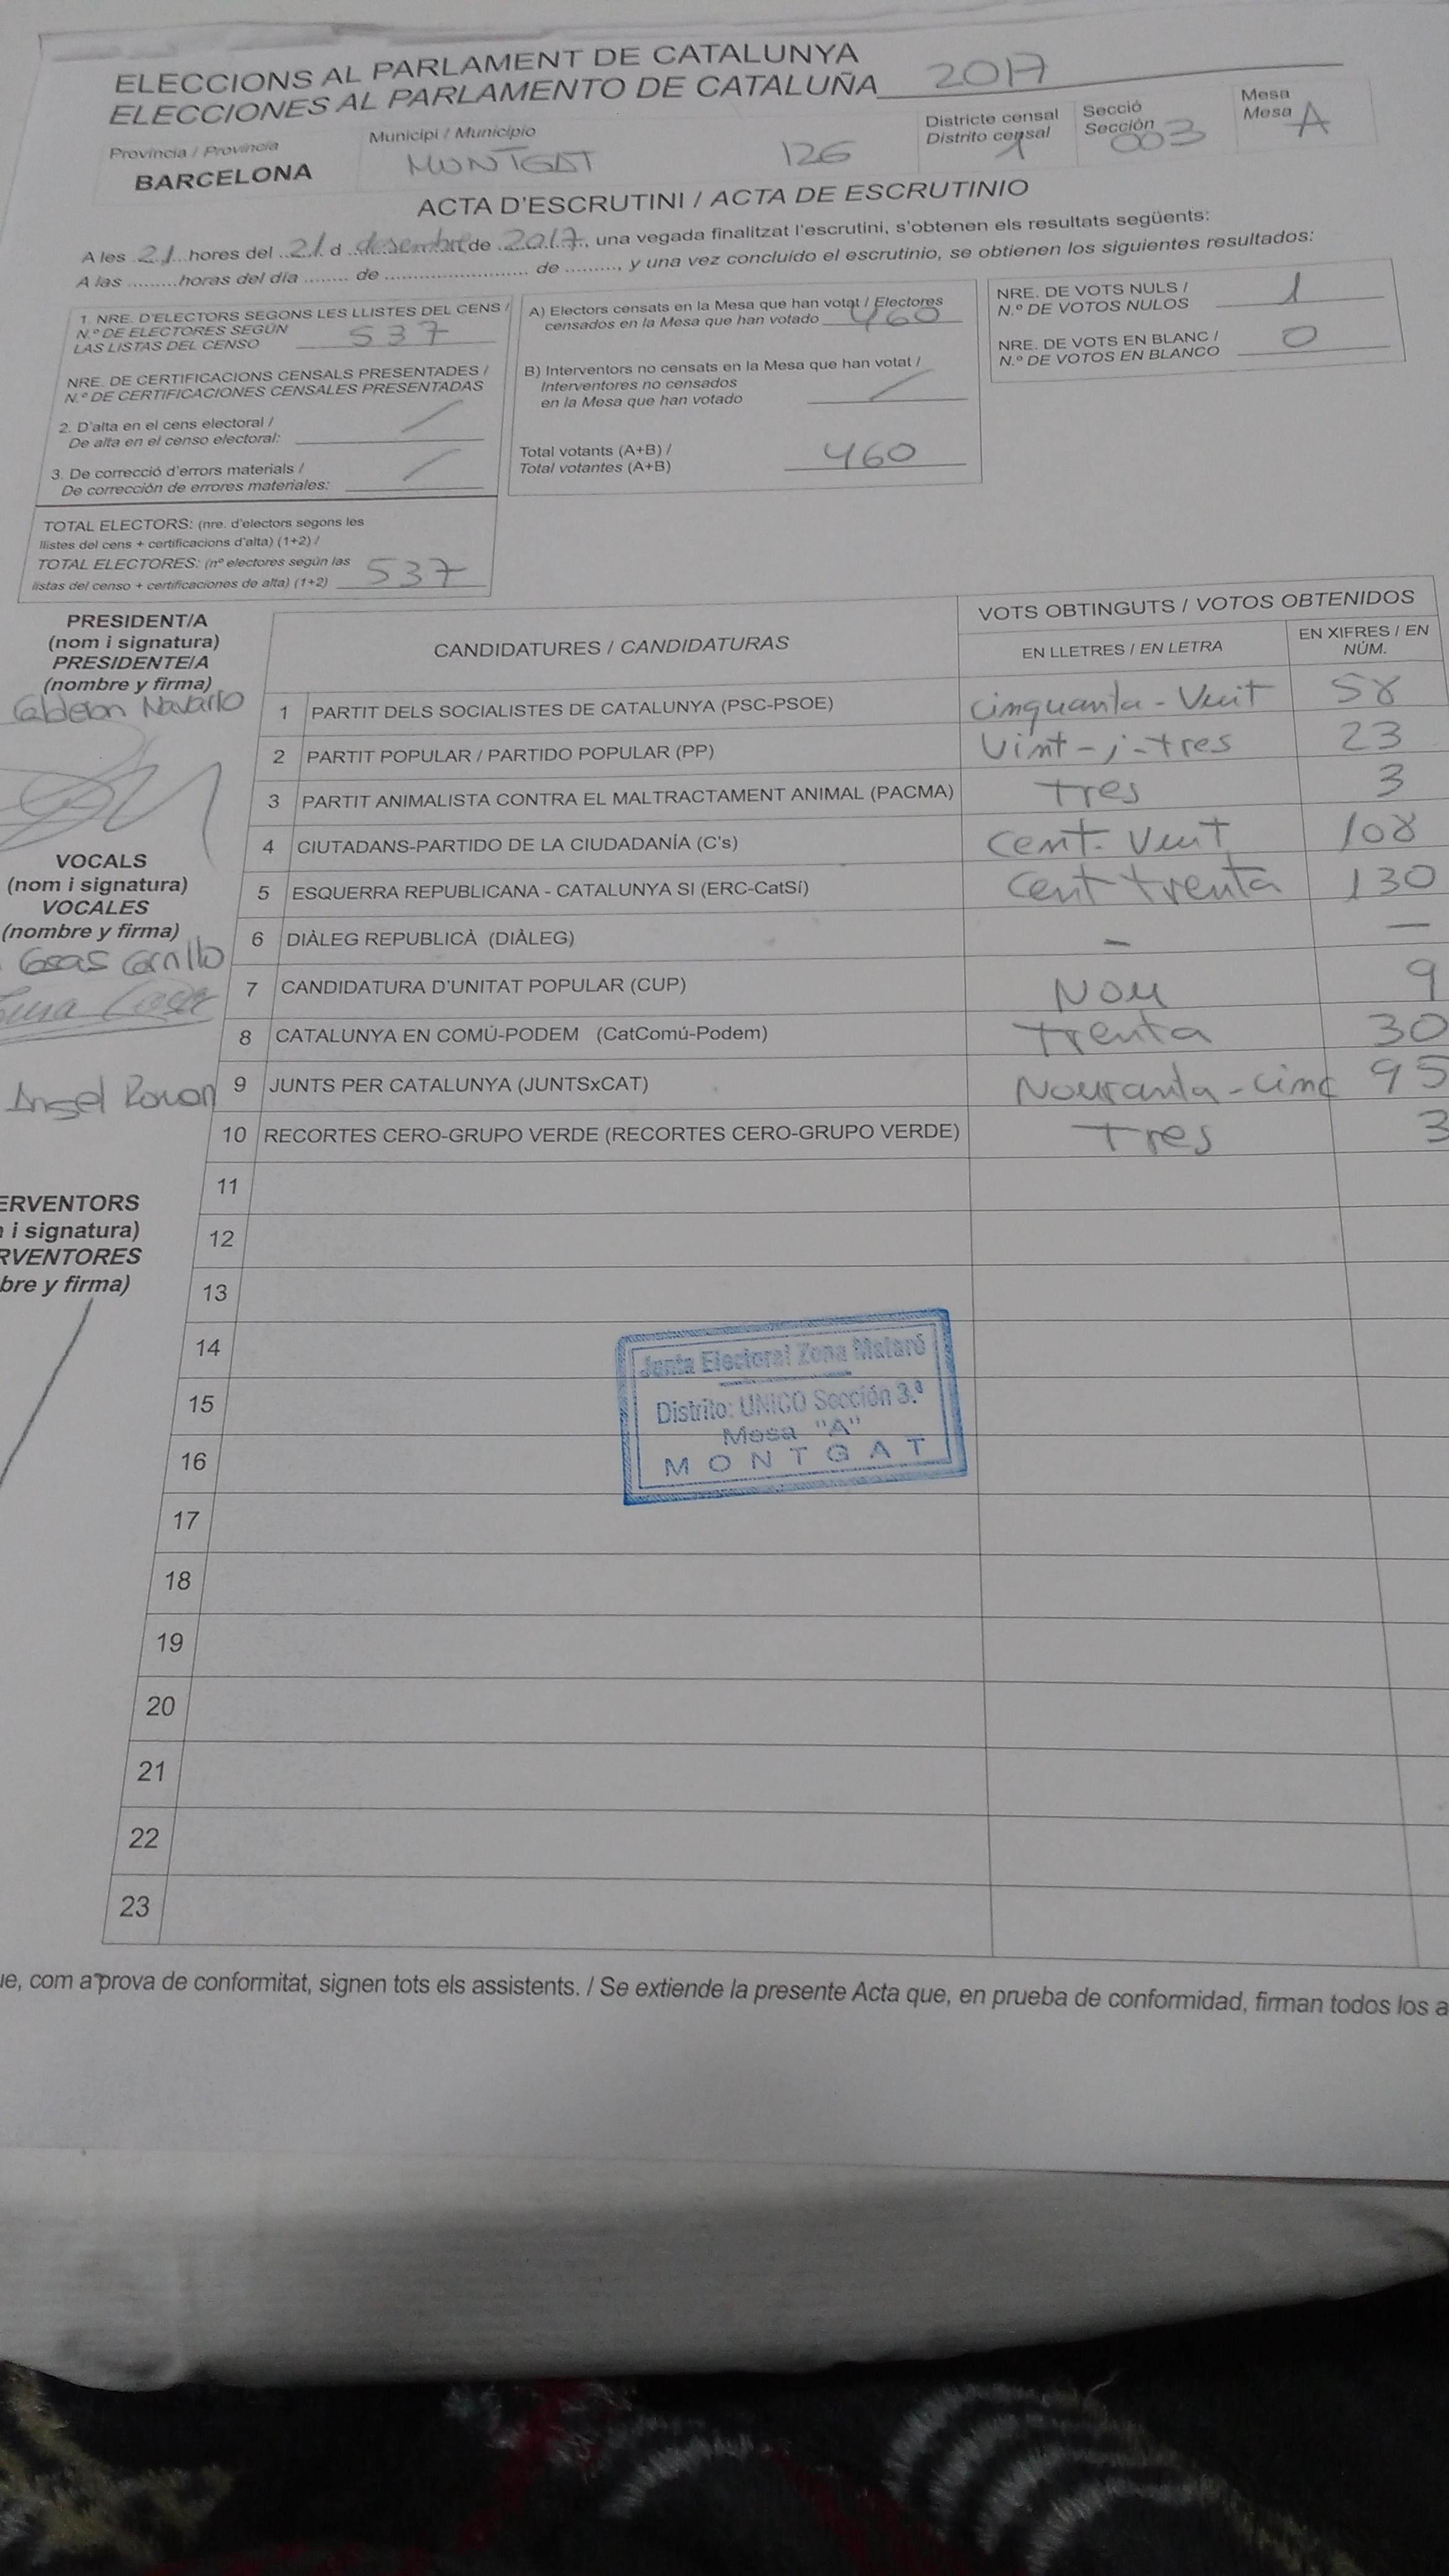 ELECCIONS AL PARLAMENT DE CATALUNYA
ELECCIONES AL PARLAMENTO DE CATALUÑA 2017
Província / Provincia
BARCELONA
Municipi / Municipio
MONTGAT 126
Districte censal
Distrito censal
1
Secció
Sección
003
Mesa
Mesa
A
ACTA D'ESCRUTINI / ACTA DE ESCRUTINIO
A les 21 hores del 21 d desembre de 2017, una vegada finalitzat l'escrutini, s'obtenen els resultats següents:
A las .........horas del día ........ de .......................... de .........., y una vez concluido el escrutinio, se obtienen los siguientes resultados:
1. NRE. D'ELECTORS SEGONS LES LLISTES DEL CENS /
N.º DE ELECTORES SEGÚN
LAS LISTAS DEL CENSO 537
NRE. DE CERTIFICACIONS CENSALS PRESENTADES /
N.º DE CERTIFICACIONES CENSALES PRESENTADAS
2. D'alta en el cens electoral /
De alta en el censo electoral: /
3. De correcció d'errors materials /
De corrección de errores materiales: /
TOTAL ELECTORS: (nre. d'electors segons les
llistes del cens + certificacions d'alta) (1+2) /
TOTAL ELECTORES: (nº electores según las
listas del censo + certificaciones de alta) (1+2) 537
A) Electors censats en la Mesa que han votat / Electores
censados en la Mesa que han votado 460
B) Interventors no censats en la Mesa que han votat /
Interventores no censados
en la Mesa que han votado /
Total votants (A+B) /
Total votantes (A+B) 460
NRE. DE VOTS NULS /
N.º DE VOTOS NULOS 1
NRE. DE VOTS EN BLANC /
N.º DE VOTOS EN BLANCO 0
PRESIDENT/A
(nom i signatura)
PRESIDENTE/A
(nombre y firma)
Calderon Navarro
VOCALS
(nom i signatura)
VOCALES
(nombre y firma)
Casas Carrillo
Angel
ERVENTORS
i signatura)
RVENTORES
bre y firma)
CANDIDATURES / CANDIDATURAS
VOTS OBTINGUTS / VOTOS OBTENIDOS
EN LLETRES / EN LETRA
EN XIFRES / EN
NÚM.
1 PARTIT DELS SOCIALISTES DE CATALUNYA (PSC-PSOE) Cinquanta-Vuit 58
2 PARTIT POPULAR / PARTIDO POPULAR (PP) Vint-i-tres 23
3 PARTIT ANIMALISTA CONTRA EL MALTRACTAMENT ANIMAL (PACMA) Tres 3
4 CIUTADANS-PARTIDO DE LA CIUDADANÍA (C's) Cent-Vuit 108
5 ESQUERRA REPUBLICANA - CATALUNYA SI (ERC-CatSí) Cent trenta 130
6 DIÀLEG REPUBLICÀ (DIÀLEG) - —
7 CANDIDATURA D'UNITAT POPULAR (CUP) Nou 9
8 CATALUNYA EN COMÚ-PODEM (CatComú-Podem) Trenta 30
9 JUNTS PER CATALUNYA (JUNTSxCAT) Nouranta-cinc 95
10 RECORTES CERO-GRUPO VERDE (RECORTES CERO-GRUPO VERDE) Tres 3
11
12
13
14
15
16
17
18
19
20
21
22
23
Junta Electoral Zona Mataró
Distrito: UNICO Sección 3.ª
Mesa "A"
MONTGAT
ue, com a prova de conformitat, signen tots els assistents. / Se extiende la presente Acta que, en prueba de conformidad, firman todos los a